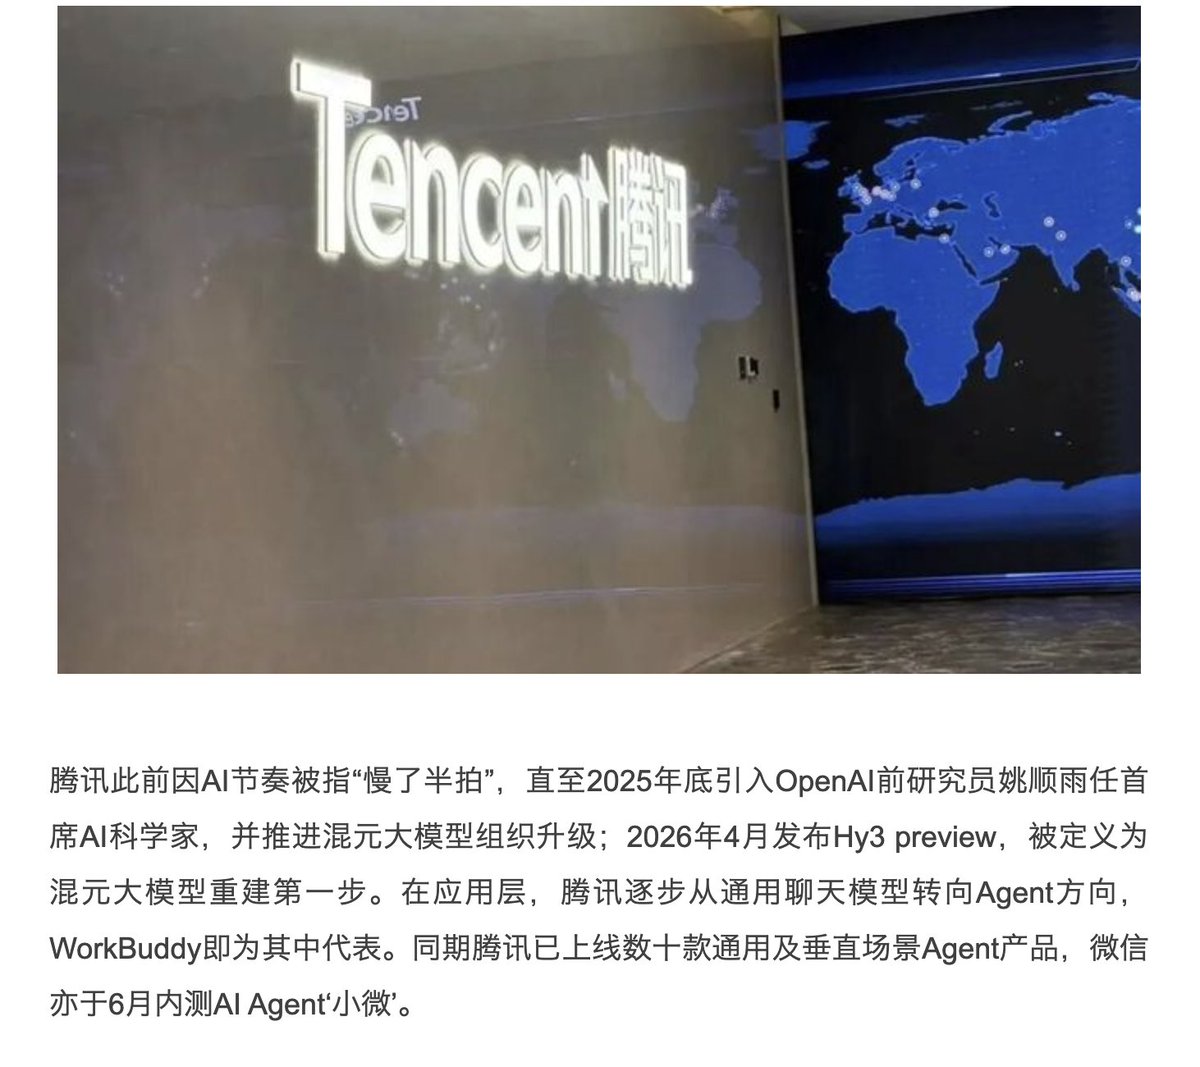 Tencent腾讯
腾讯此前因AI节奏被指“慢了半拍”，直至2025年底引入OpenAI前研究员姚顺雨任首
席AI科学家，并推进混元大模型组织升级；2026年4月发布Hy3 preview，被定义为
混元大模型重建第一步。在应用层，腾讯逐步从通用聊天模型转向Agent方向，
WorkBuddy即为其中代表。同期腾讯已上线数十款通用及垂直场景Agent产品，微信
亦于6月内测AI Agent‘小微’。